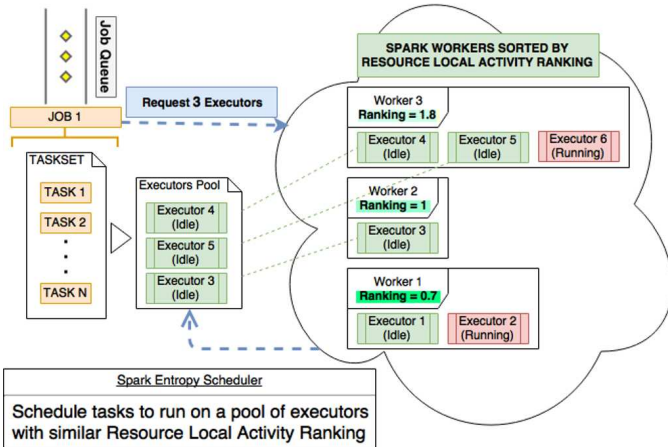 Job Queue
JOB 1
Request 3 Executors
TASKSET
TASK 1
TASK 2
TASK N
Executors Pool
Executor 4
(Idle)
Executor 5
(Idle)
Executor 3
(Idle)
SPARK WORKERS SORTED BY
RESOURCE LOCAL ACTIVITY RANKING
Worker 3
Ranking = 1.8
Executor 4
(Idle)
Executor 5
(Idle)
Executor 6
(Running)
Worker 2
Ranking = 1
Executor 3
(Idle)
Worker 1
Ranking = 0.7
Executor 1
(Idle)
Executor 2
(Running)
Spark Entropy Scheduler
Schedule tasks to run on a pool of executors
with similar Resource Local Activity Ranking